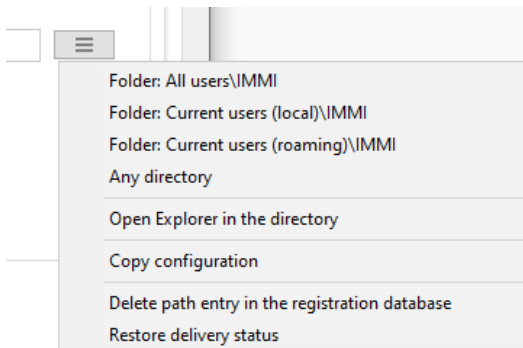 Folder: All users\IMMI
Folder: Current users (local)\IMMI
Folder: Current users (roaming)\IMMI
Any directory
Open Explorer in the directory
Copy configuration
Delete path entry in the registration database
Restore delivery status